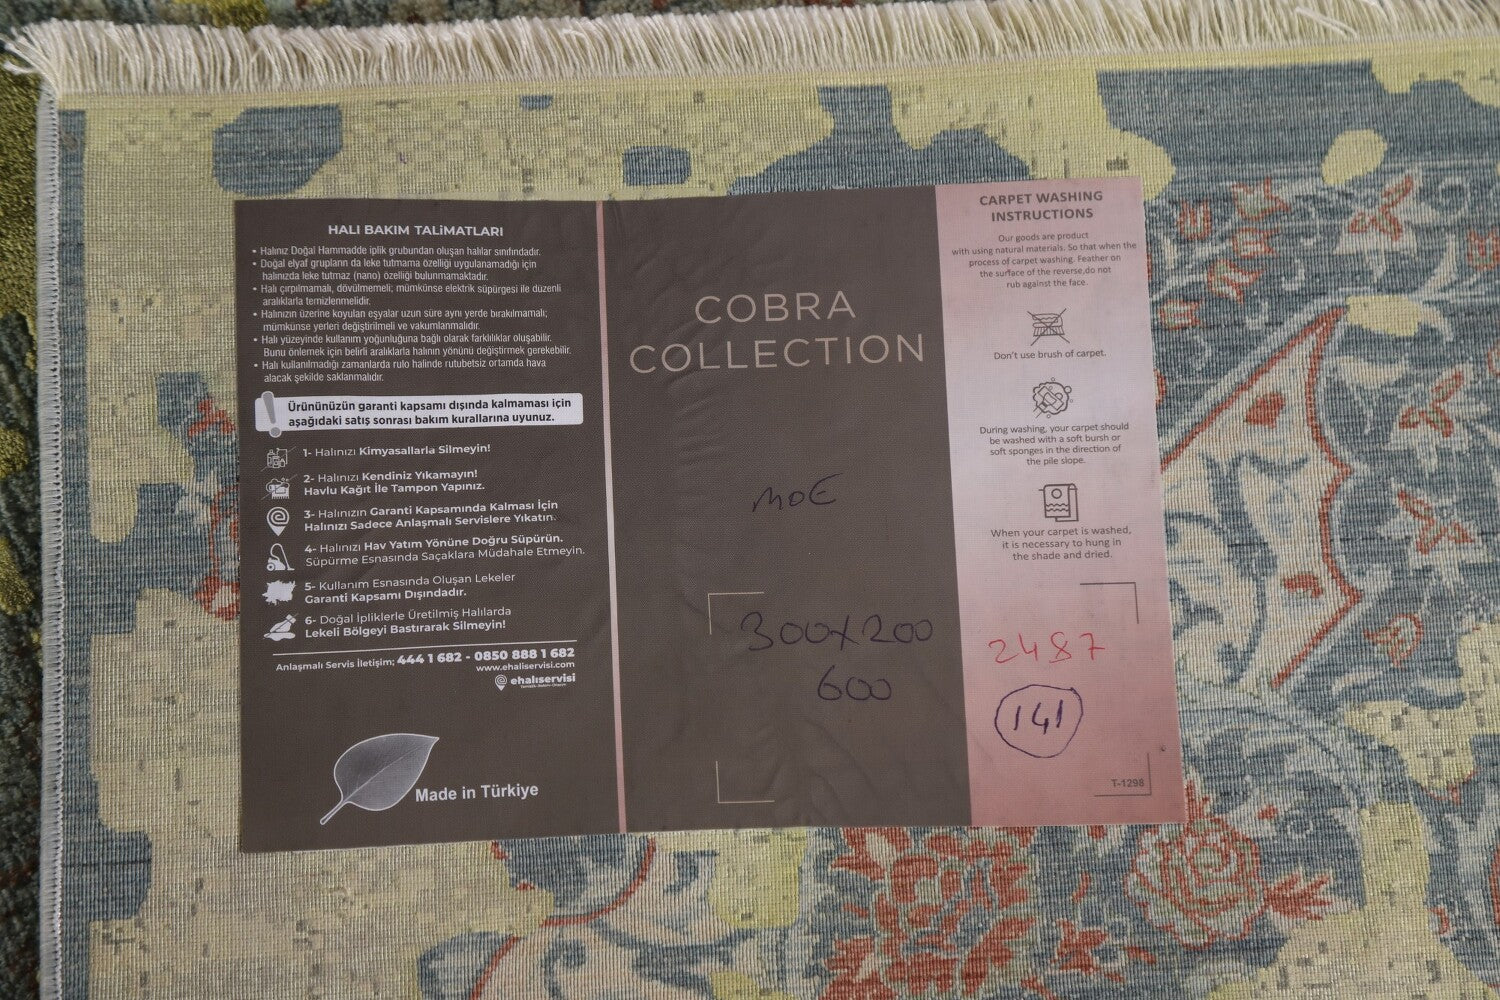 HALI BAKIM TALİMATLARI
• Halınız Doğal Hammadde iplik grubundan oluşan halılar sınıfındadır.
• Doğal elyaf grupların da leke tutmama özelliği uygulanamadığı için
halınızda leke tutmaz (nano) özelliği bulunmamaktadır.
• Halı çırpılmamalı, dövülmemeli; mümkünse elektrik süpürgesi ile düzenli
aralıklarla temizlenmelidir.
• Halınızın üzerine koyulan eşyalar uzun süre aynı yerde bırakılmamalı;
mümkünse yerleri değiştirilmeli ve vakumlanmalıdır.
• Halı yüzeyinde kullanım yoğunluğuna bağlı olarak farklılıklar oluşabilir.
Bunu önlemek için belirli aralıklarla halının yönünü değiştirmek gerekebilir.
• Halı kullanılmadığı zamanlarda rulo halinde rutubetsiz ortamda hava
alacak şekilde saklanmalıdır.
Ürününüzün garanti kapsamı dışında kalmaması için
aşağıdaki satış sonrası bakım kurallarına uyunuz.
1- Halınızı Kimyasallarla Silmeyin!
2- Halınızı Kendiniz Yıkamayın!
Havlu Kağıt İle Tampon Yapınız.
3- Halınızın Garanti Kapsamında Kalması İçin
Halınızı Sadece Anlaşmalı Servislere Yıkatın.
4- Halınızı Hav Yatım Yönüne Doğru Süpürün.
Süpürme Esnasında Saçaklara Müdahale Etmeyin.
5- Kullanım Esnasında Oluşan Lekeler
Garanti Kapsamı Dışındadır.
6- Doğal İpliklerle Üretilmiş Halılarda
Lekeli Bölgeyi Bastırarak Silmeyin!
Anlaşmalı Servis İletişim; 444 1 682 - 0850 888 1 682
www.ehaliservisi.com
ehalıservisi
Made in Türkiye
COBRA
COLLECTION
MOE
300x200
600
CARPET WASHING
INSTRUCTIONS
Our goods are product
with using natural materials. So that when the
process of carpet washing. Feather on
the surface of the reverse,do not
rub against the face.
Don't use brush of carpet.
During washing, your carpet should
be washed with a soft bursh or
soft sponges in the direction of
the pile slope.
When your carpet is washed,
it is necessary to hung in
the shade and dried.
2487
141
T-1298